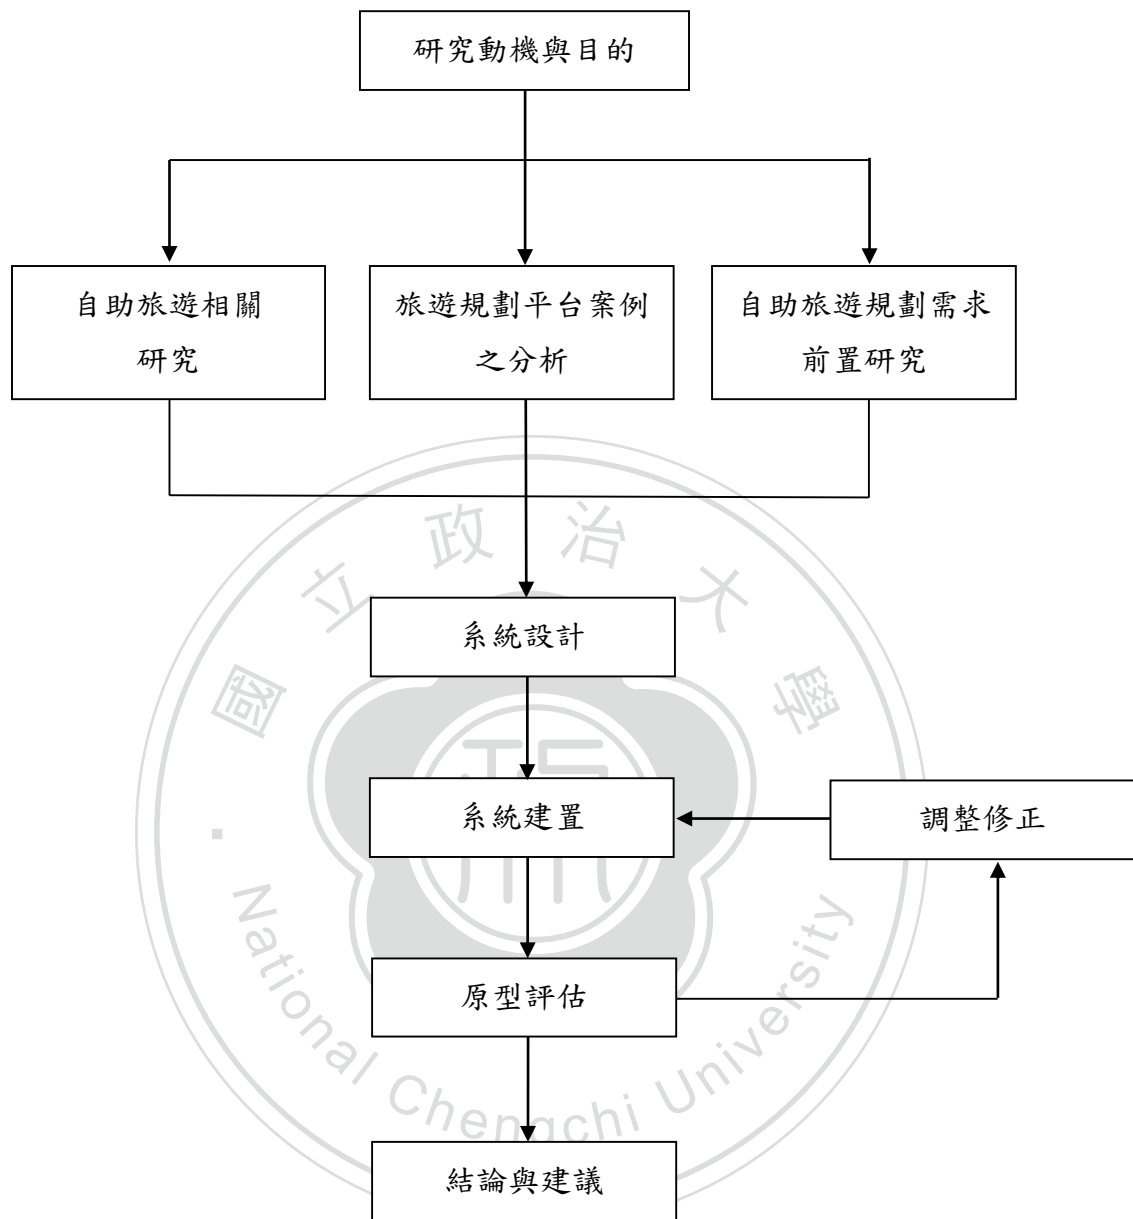 研究動機與目的
自助旅遊相關
研究
旅遊規劃平台案例
之分析
自助旅遊規劃需求
前置研究
國立政治大學
系統設計
系統建置
調整修正
原型評估
National Chengchi University
結論與建議